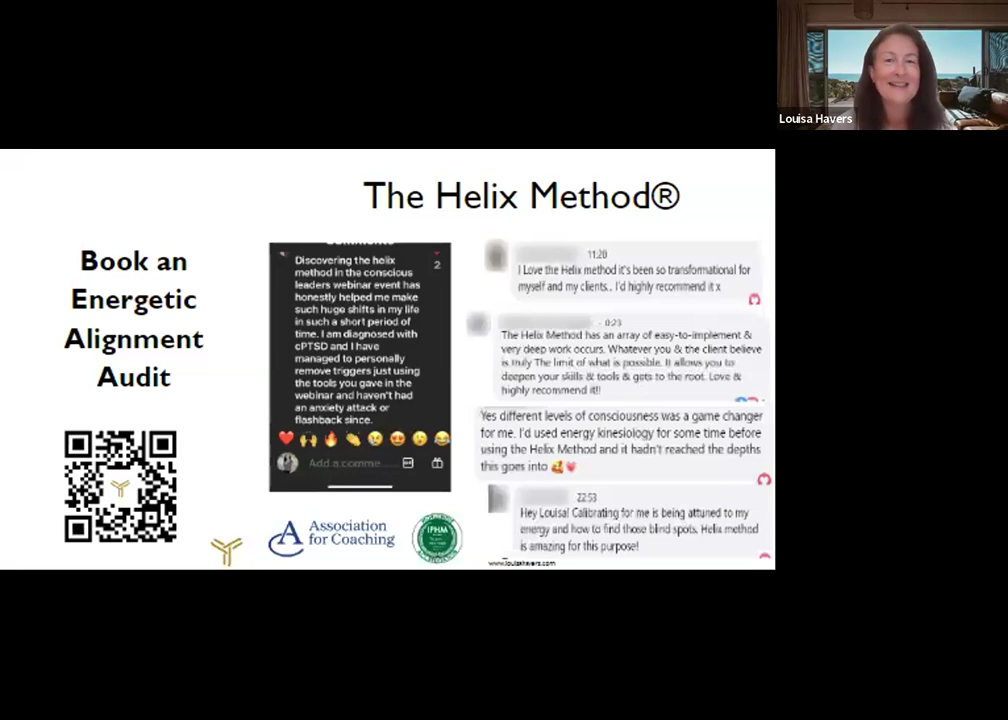 Louisa Havers
The Helix Method®
Book an
Energetic
Alignment
Audit
Discovering the helix
method in the conscious
leaders webinar event has
honestly helped me make
such huge shifts in my life
in such a short period of
time. I am diagnosed with
cPTSD and I have
managed to personally
remove triggers just using
the tools you gave in the
webinar and haven't had
an anxiety attack or
flashback since.
2
❤️🙌🔥👏😢😍😮😂
Add a comme...
11:20
I Love the Helix method it's been so transformational for
myself and my clients.. I'd highly recommend it x
0:23
The Helix Method has an array of easy-to-implement &
very deep work occurs. Whatever you & the client believe
is truly The limit of what is possible. It allows you to
deepen your skills & tools & gets to the root. Love &
highly recommend it!!
Yes different levels of consciousness was a game changer
for me. I'd used energy kinesiology for some time before
using the Helix Method and it hadn't reached the depths
this goes into 🥰💗
22:53
Hey Louisa! Calibrating for me is being attuned to my
energy and how to find those blind spots. Helix method
is amazing for this purpose!
Association
for Coaching
IPHM
www.louisahavers.com